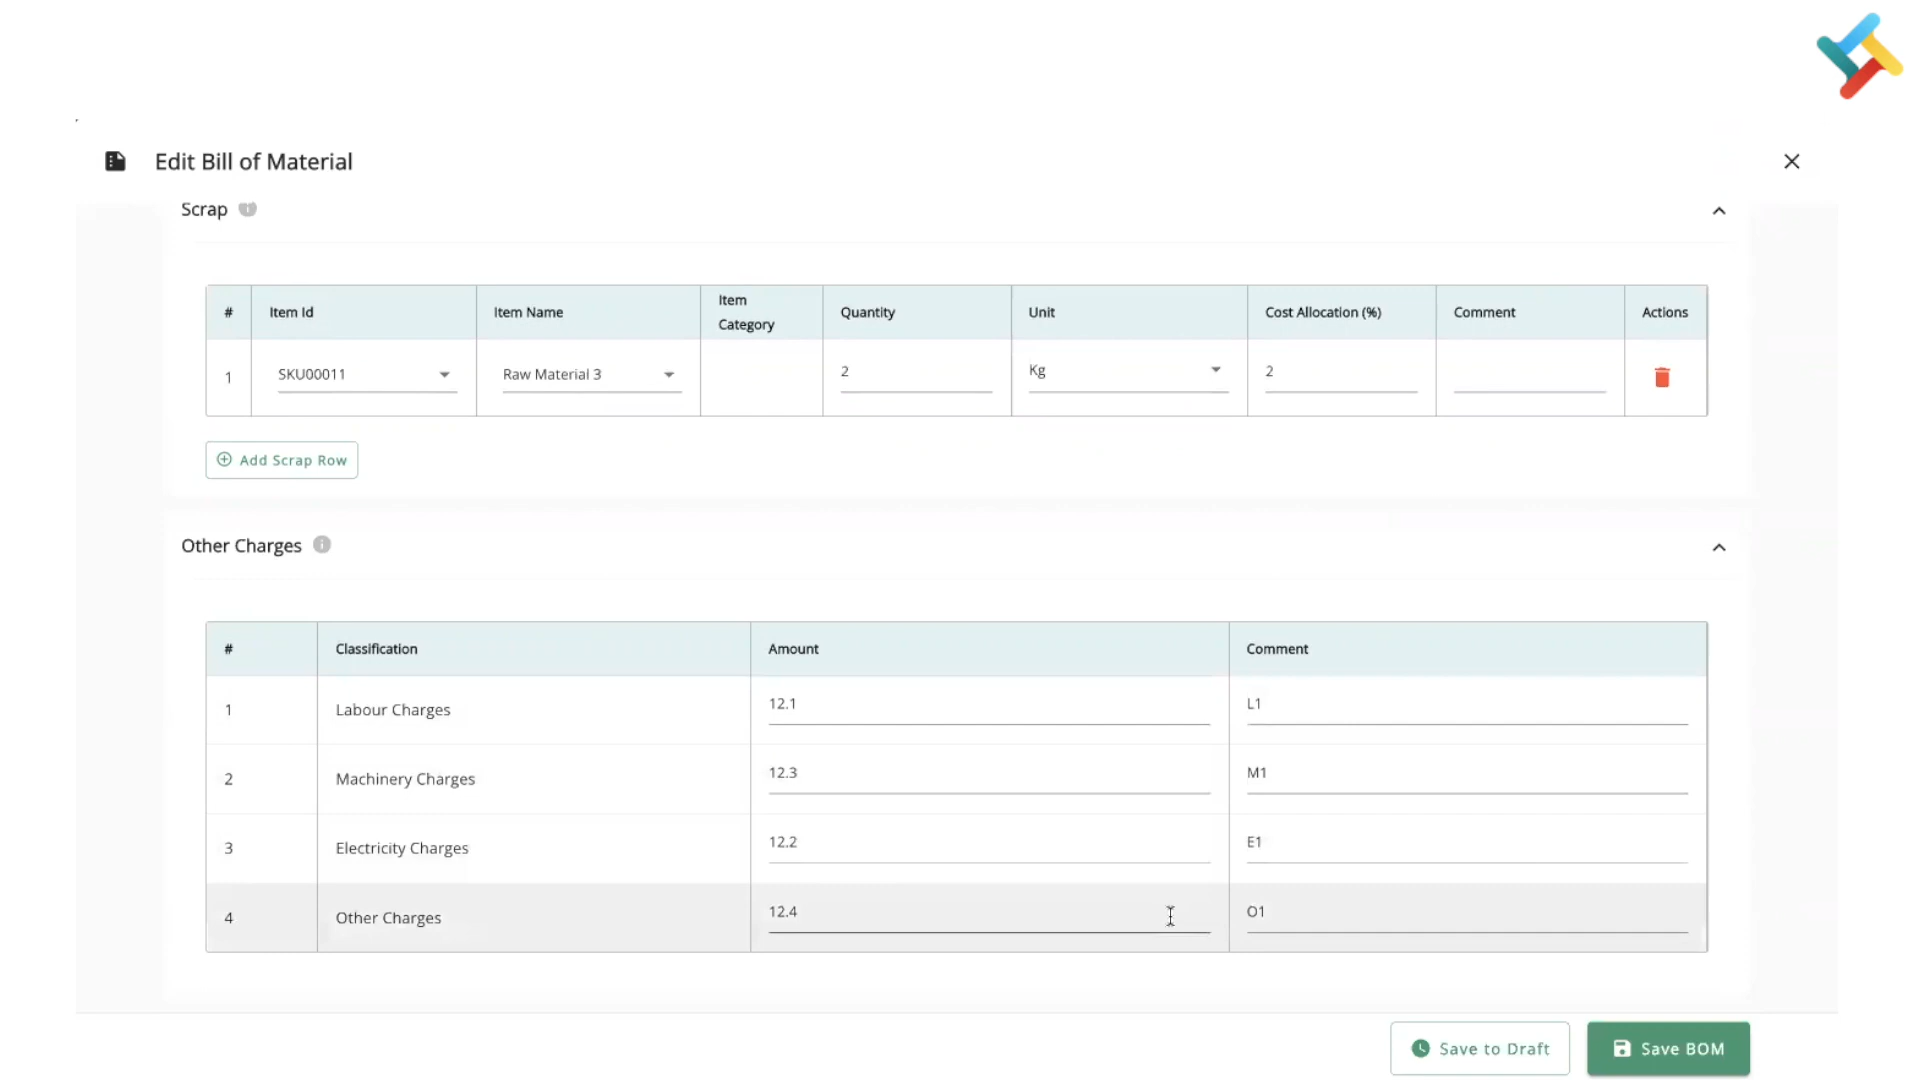 Edit Bill of Material
Scrap
# Item Id Item Name Item Category Quantity Unit Cost Allocation (%) Comment Actions
1 SKU00011 Raw Material 3 2 Kg 2
Add Scrap Row
Other Charges
# Classification Amount Comment
1 Labour Charges 12.1 L1
2 Machinery Charges 12.3 M1
3 Electricity Charges 12.2 E1
4 Other Charges 12.4 O1
Save to Draft Save BOM